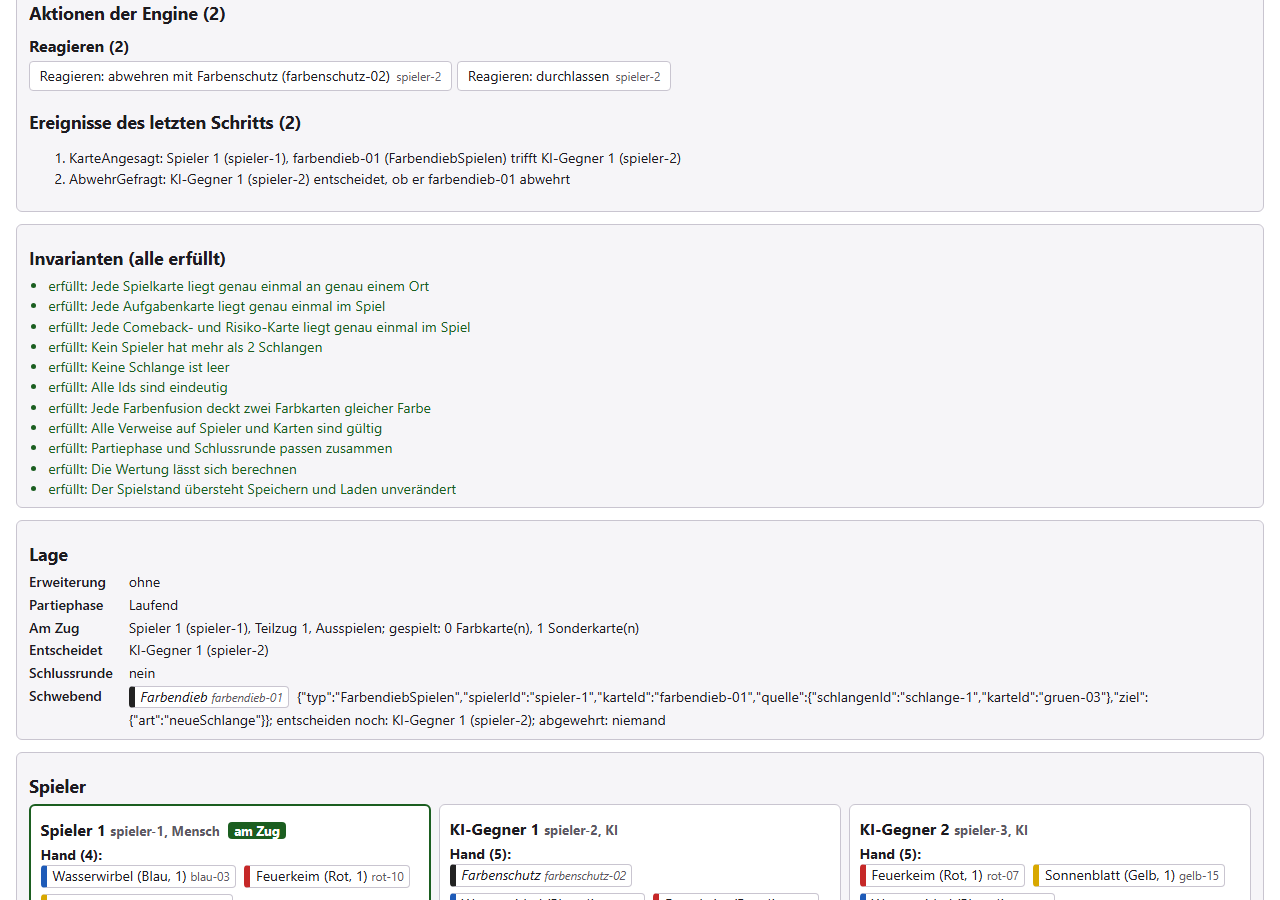 Aktionen der Engine (2)
Reagieren (2)
Reagieren: abwehren mit Farbenschutz (farbenschutz-02) spieler-2
Reagieren: durchlassen spieler-2
Ereignisse des letzten Schritts (2)
1. KarteAngesagt: Spieler 1 (spieler-1), farbendieb-01 (FarbendiebSpielen) trifft KI-Gegner 1 (spieler-2)
2. AbwehrGefragt: KI-Gegner 1 (spieler-2) entscheidet, ob er farbendieb-01 abwehrt
Invarianten (alle erfüllt)
erfüllt: Jede Spielkarte liegt genau einmal an genau einem Ort
erfüllt: Jede Aufgabenkarte liegt genau einmal im Spiel
erfüllt: Jede Comeback- und Risiko-Karte liegt genau einmal im Spiel
erfüllt: Kein Spieler hat mehr als 2 Schlangen
erfüllt: Keine Schlange ist leer
erfüllt: Alle Ids sind eindeutig
erfüllt: Jede Farbenfusion deckt zwei Farbkarten gleicher Farbe
erfüllt: Alle Verweise auf Spieler und Karten sind gültig
erfüllt: Partiephase und Schlussrunde passen zusammen
erfüllt: Die Wertung lässt sich berechnen
erfüllt: Der Spielstand übersteht Speichern und Laden unverändert
Lage
Erweiterung ohne
Partiephase Laufend
Am Zug Spieler 1 (spieler-1), Teilzug 1, Ausspielen; gespielt: 0 Farbkarte(n), 1 Sonderkarte(n)
Entscheidet KI-Gegner 1 (spieler-2)
Schlussrunde nein
Schwebend Farbendieb farbendieb-01 {"typ":"FarbendiebSpielen","spielerId":"spieler-1","karteId":"farbendieb-01","quelle":{"schlangenId":"schlange-1","karteId":"gruen-03"},"ziel":
{"art":"neueSchlange"}}; entscheiden noch: KI-Gegner 1 (spieler-2); abgewehrt: niemand
Spieler
Spieler 1 spieler-1, Mensch am Zug
Hand (4):
Wasserwirbel (Blau, 1) blau-03
Feuerkeim (Rot, 1) rot-10
KI-Gegner 1 spieler-2, KI
Hand (5):
Farbenschutz farbenschutz-02
KI-Gegner 2 spieler-3, KI
Hand (5):
Feuerkeim (Rot, 1) rot-07
Sonnenblatt (Gelb, 1) gelb-15